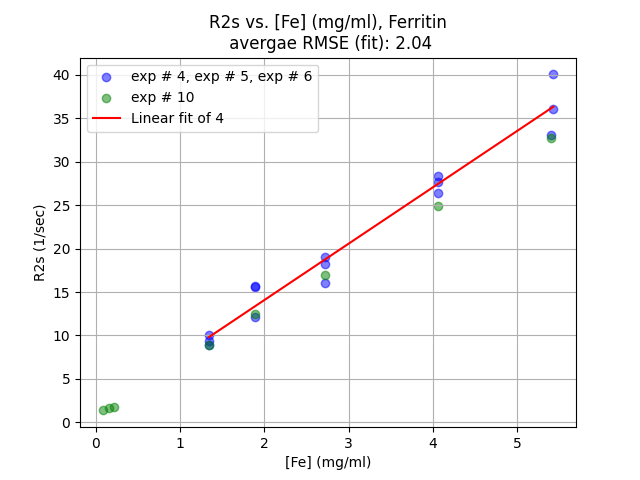 R2s vs. [Fe] (mg/ml), Ferritin
avergae RMSE (fit): 2.04
exp # 4, exp # 5, exp # 6
exp # 10
Linear fit of 4
R2s (1/sec)
40
35
30
25
20
15
10
5
0
0 1 2 3 4 5
[Fe] (mg/ml)